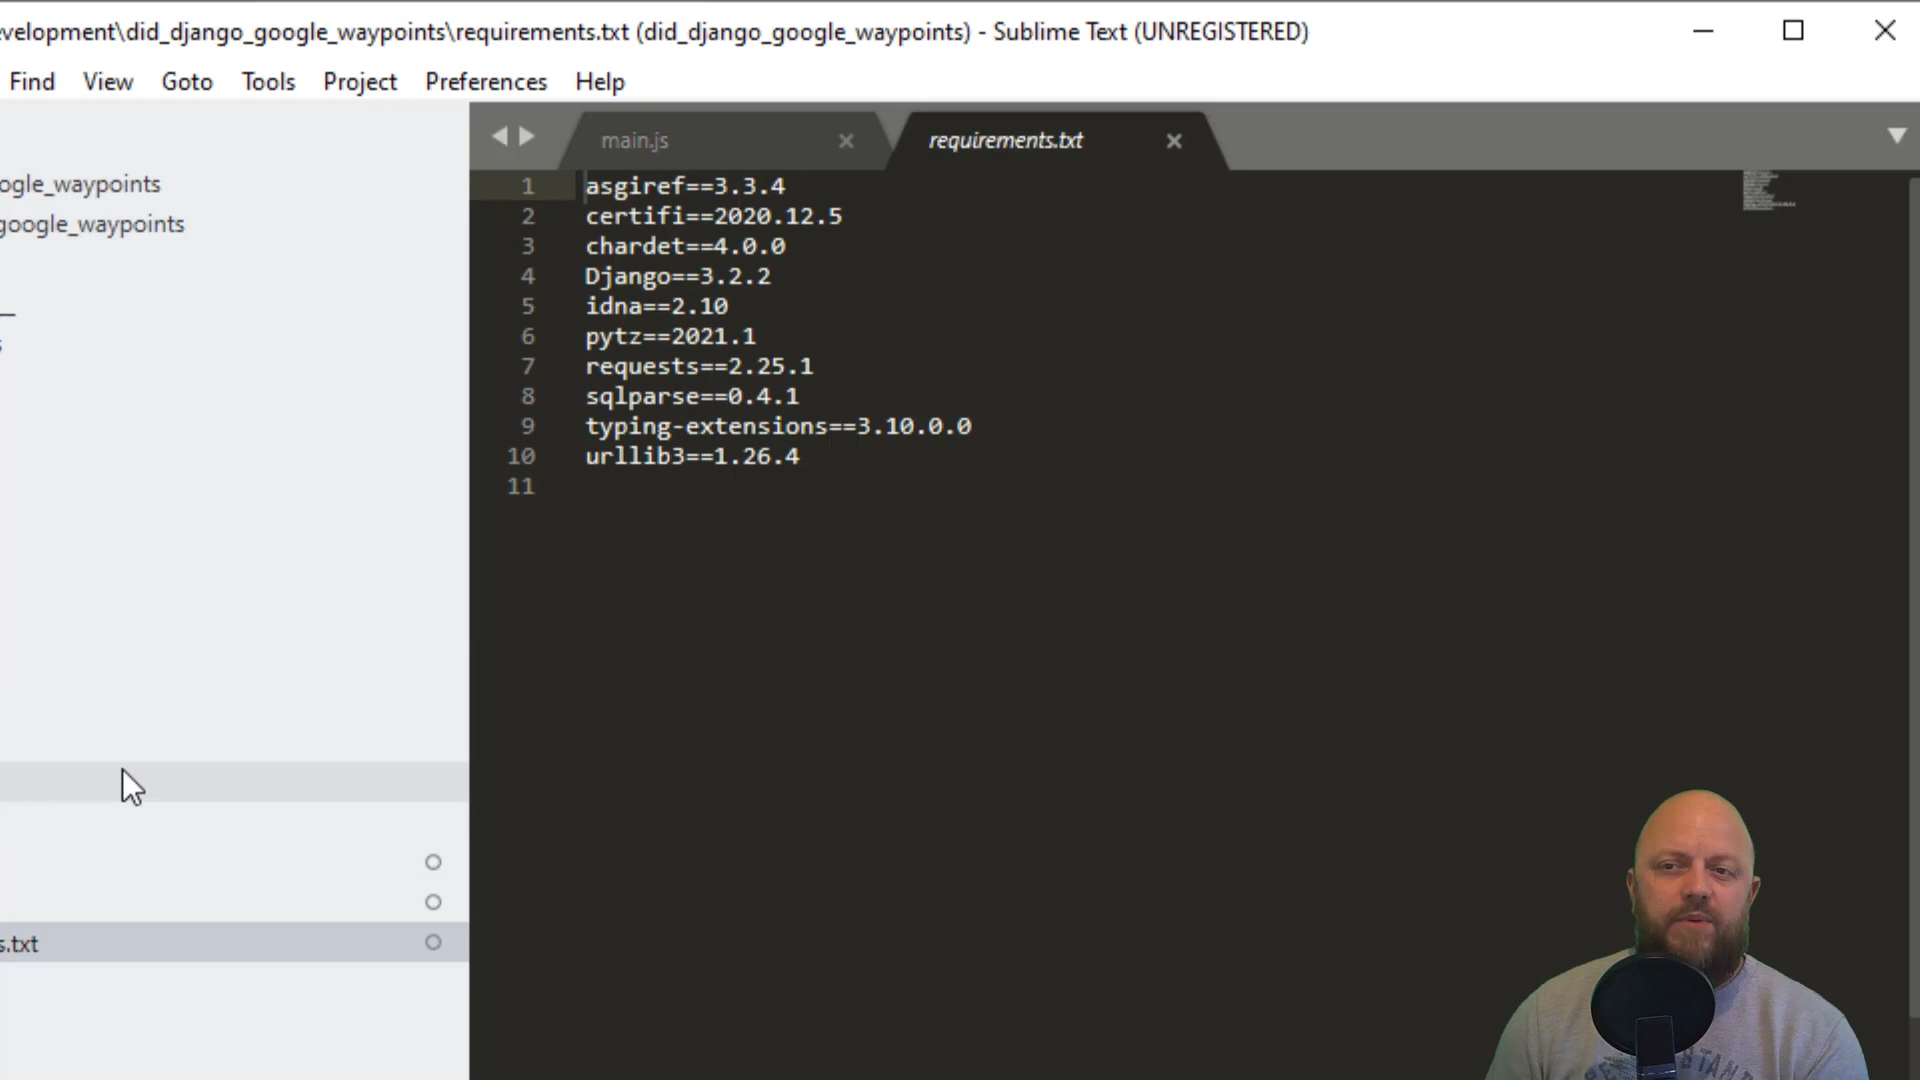 velopment\did_django_google_waypoints\requirements.txt (did_django_google_waypoints) - Sublime Text (UNREGISTERED)
Find View Goto Tools Project Preferences Help
main.js
requirements.txt
ogle_waypoints
google_waypoints
s.txt
1 asgiref==3.3.4
2 certifi==2020.12.5
3 chardet==4.0.0
4 Django==3.2.2
5 idna==2.10
6 pytz==2021.1
7 requests==2.25.1
8 sqlparse==0.4.1
9 typing-extensions==3.10.0.0
10 urllib3==1.26.4
11